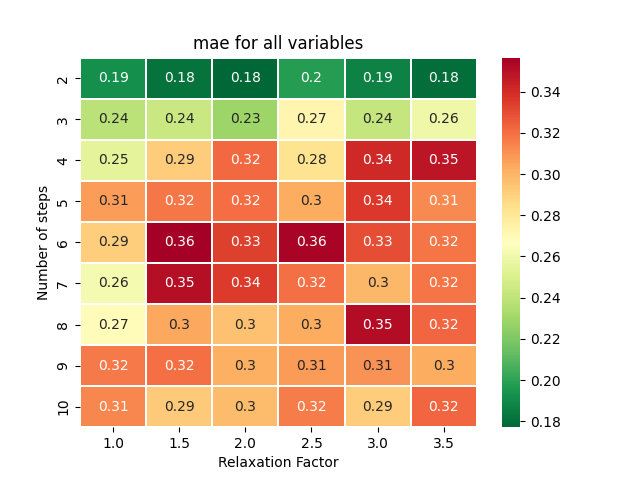 mae for all variables
2 0.19 0.18 0.18 0.2 0.19 0.18
3 0.24 0.24 0.23 0.27 0.24 0.26
4 0.25 0.29 0.32 0.28 0.34 0.35
5 0.31 0.32 0.32 0.3 0.34 0.31
6 0.29 0.36 0.33 0.36 0.33 0.32
7 0.26 0.35 0.34 0.32 0.3 0.32
8 0.27 0.3 0.3 0.3 0.35 0.32
9 0.32 0.32 0.3 0.31 0.31 0.3
10 0.31 0.29 0.3 0.32 0.29 0.32
1.0 1.5 2.0 2.5 3.0 3.5
Relaxation Factor
Number of steps
0.34
0.32
0.30
0.28
0.26
0.24
0.22
0.20
0.18